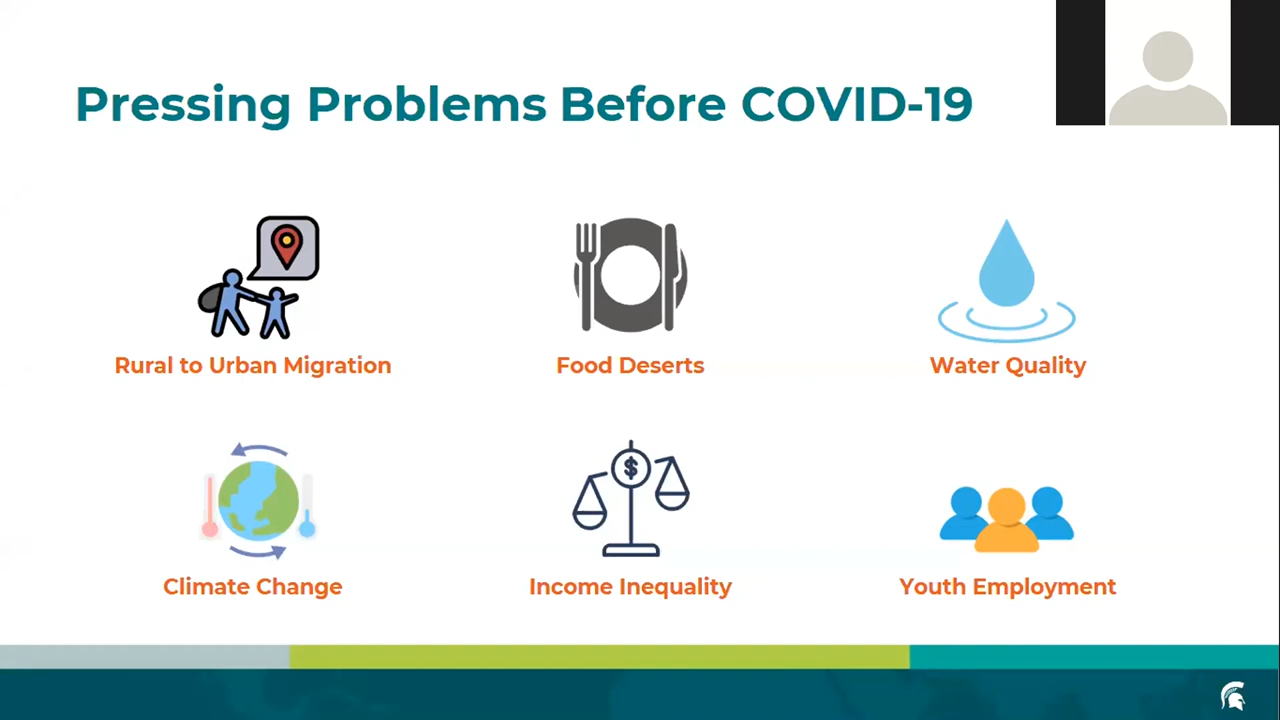 Pressing Problems Before COVID-19
Rural to Urban Migration
Food Deserts
Water Quality
$
Climate Change
Income Inequality
Youth Employment